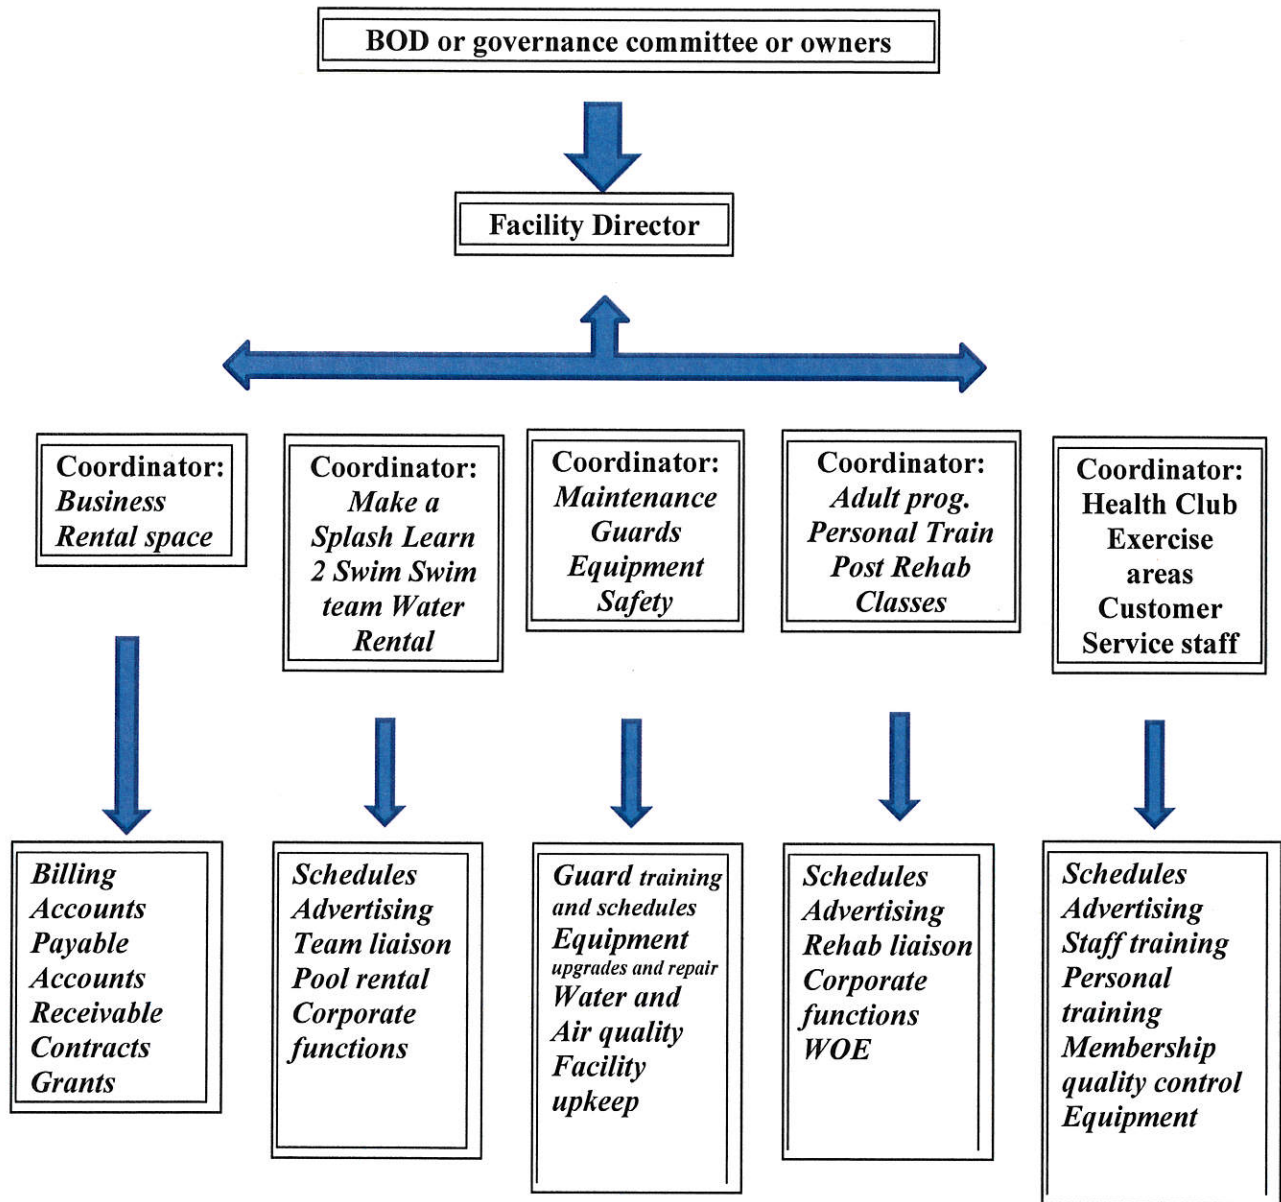 BOD or governance committee or owners
Facility Director
Coordinator:
Business
Rental space
Coordinator:
Make a
Splash Learn
2 Swim Swim
team Water
Rental
Coordinator:
Maintenance
Guards
Equipment
Safety
Coordinator:
Adult prog.
Personal Train
Post Rehab
Classes
Coordinator:
Health Club
Exercise
areas
Customer
Service staff
Billing
Accounts
Payable
Accounts
Receivable
Contracts
Grants
Schedules
Advertising
Team liaison
Pool rental
Corporate
functions
Guard training
and schedules
Equipment
upgrades and repair
Water and
Air quality
Facility
upkeep
Schedules
Advertising
Rehab liaison
Corporate
functions
WOE
Schedules
Advertising
Staff training
Personal
training
Membership
quality control
Equipment